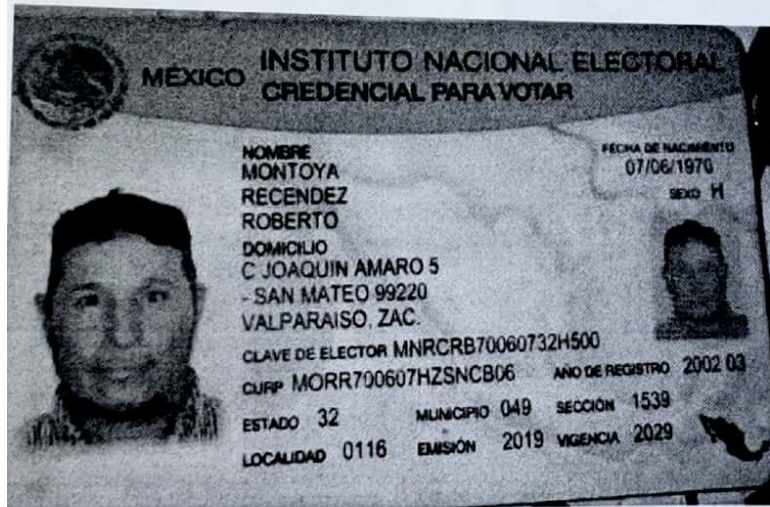 MÉXICO INSTITUTO NACIONAL ELECTORAL
CREDENCIAL PARA VOTAR
NOMBRE
MONTOYA
RECENDEZ
ROBERTO
FECHA DE NACIMIENTO
07/06/1970
SEXO H
DOMICILIO
C JOAQUIN AMARO 5
- SAN MATEO 99220
VALPARAISO, ZAC.
CLAVE DE ELECTOR MNRCRB70060732H500
CURP MORR700607HZSNCB06 AÑO DE REGISTRO 2002 03
ESTADO 32 MUNICIPIO 049 SECCIÓN 1539
LOCALIDAD 0116 EMISIÓN 2019 VIGENCIA 2029